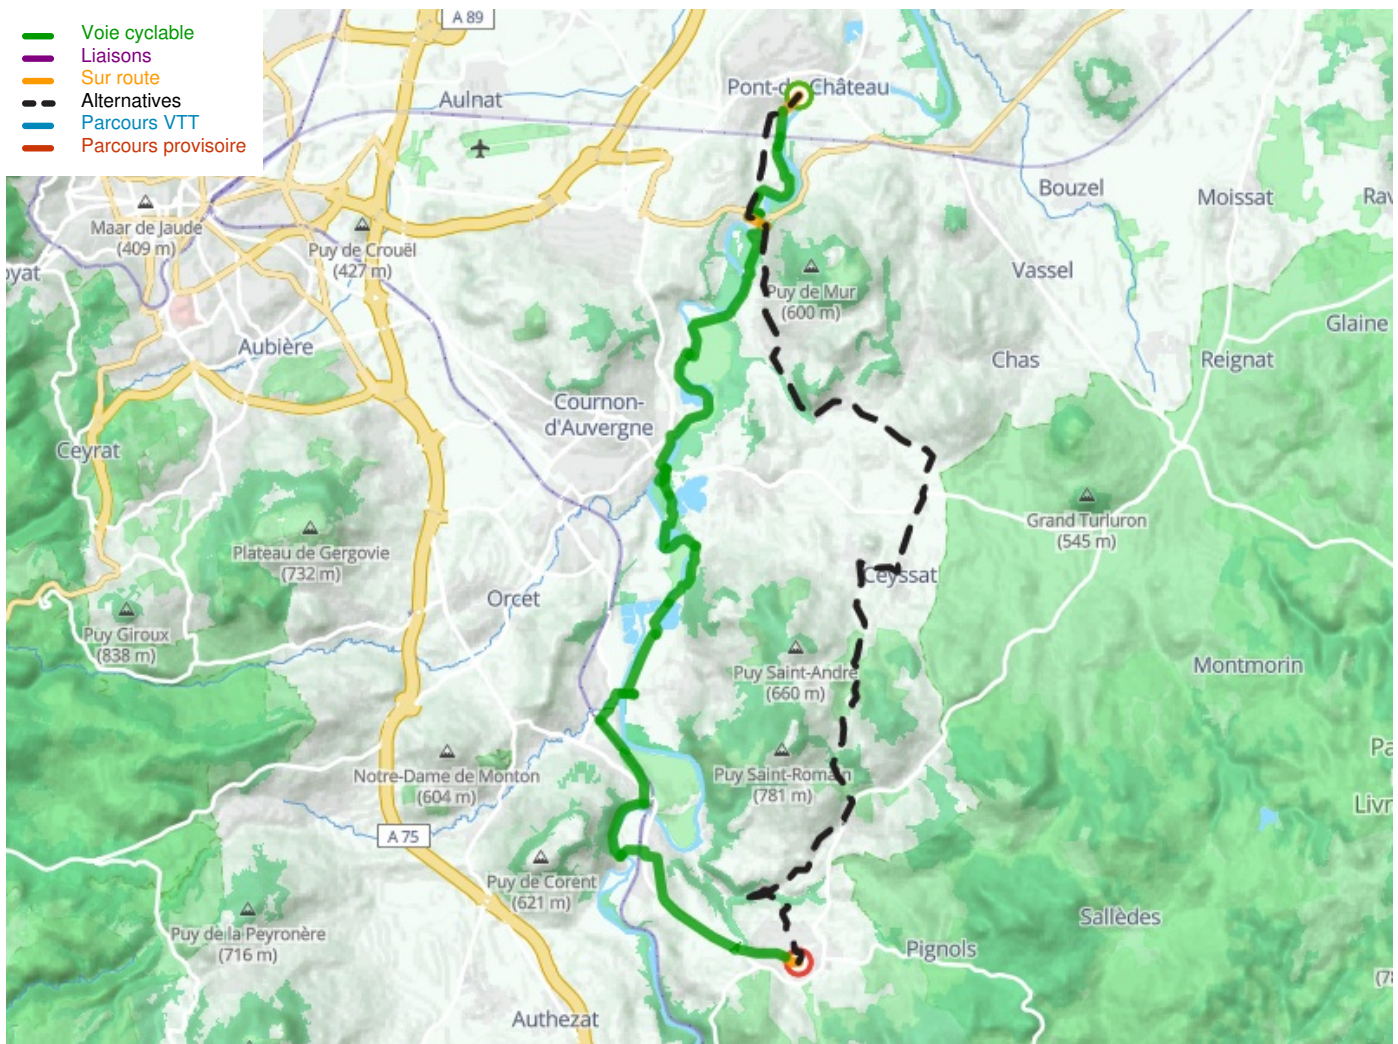 Voie cyclable
Liaisons
Sur route
Alternatives
Parcours VTT
Parcours provisoire
A 89
Aulnat
Château
Bouzel
Moissat
Maar de Jaude
(409 m)
Puy de Crouël
(427 m)
Puy de Mur
(600 m)
Vassel
Glaine
Aubière
Chas
Reignat
Cournon-
d'Auvergne
Ceyrat
Plateau de Gergovie
(732 m)
Grand Turluron
(545 m)
Ceyssat
Orcet
Puy Giroux
(838 m)
Puy Saint-André
(660 m)
Montmorin
Notre-Dame de Monton
(604 m)
Puy Saint-Romain
(781 m)
A 75
Puy de Corent
(621 m)
Puy de la Peyronère
(716 m)
Sallèdes
Pignols
Authezat